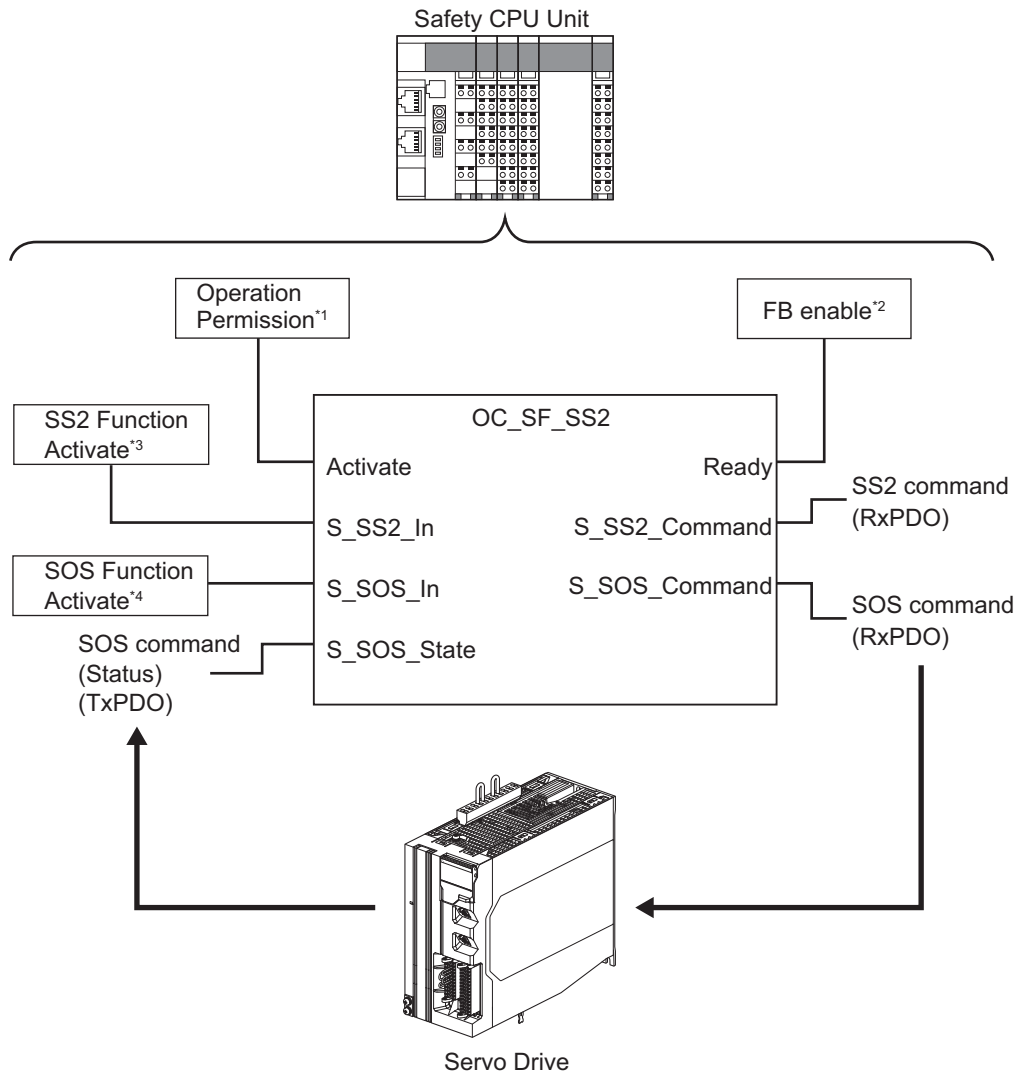 Safety CPU Unit
Operation
Permission*1
FB enable*2
SS2 Function
Activate*3
OC_SF_SS2
Activate
Ready
SS2 command
(RxPDO)
S_SS2_In
S_SS2_Command
SOS Function
Activate*4
S_SOS_In
S_SOS_Command
SOS command
(RxPDO)
SOS command
(Status)
(TxPDO)
S_SOS_State
Servo Drive